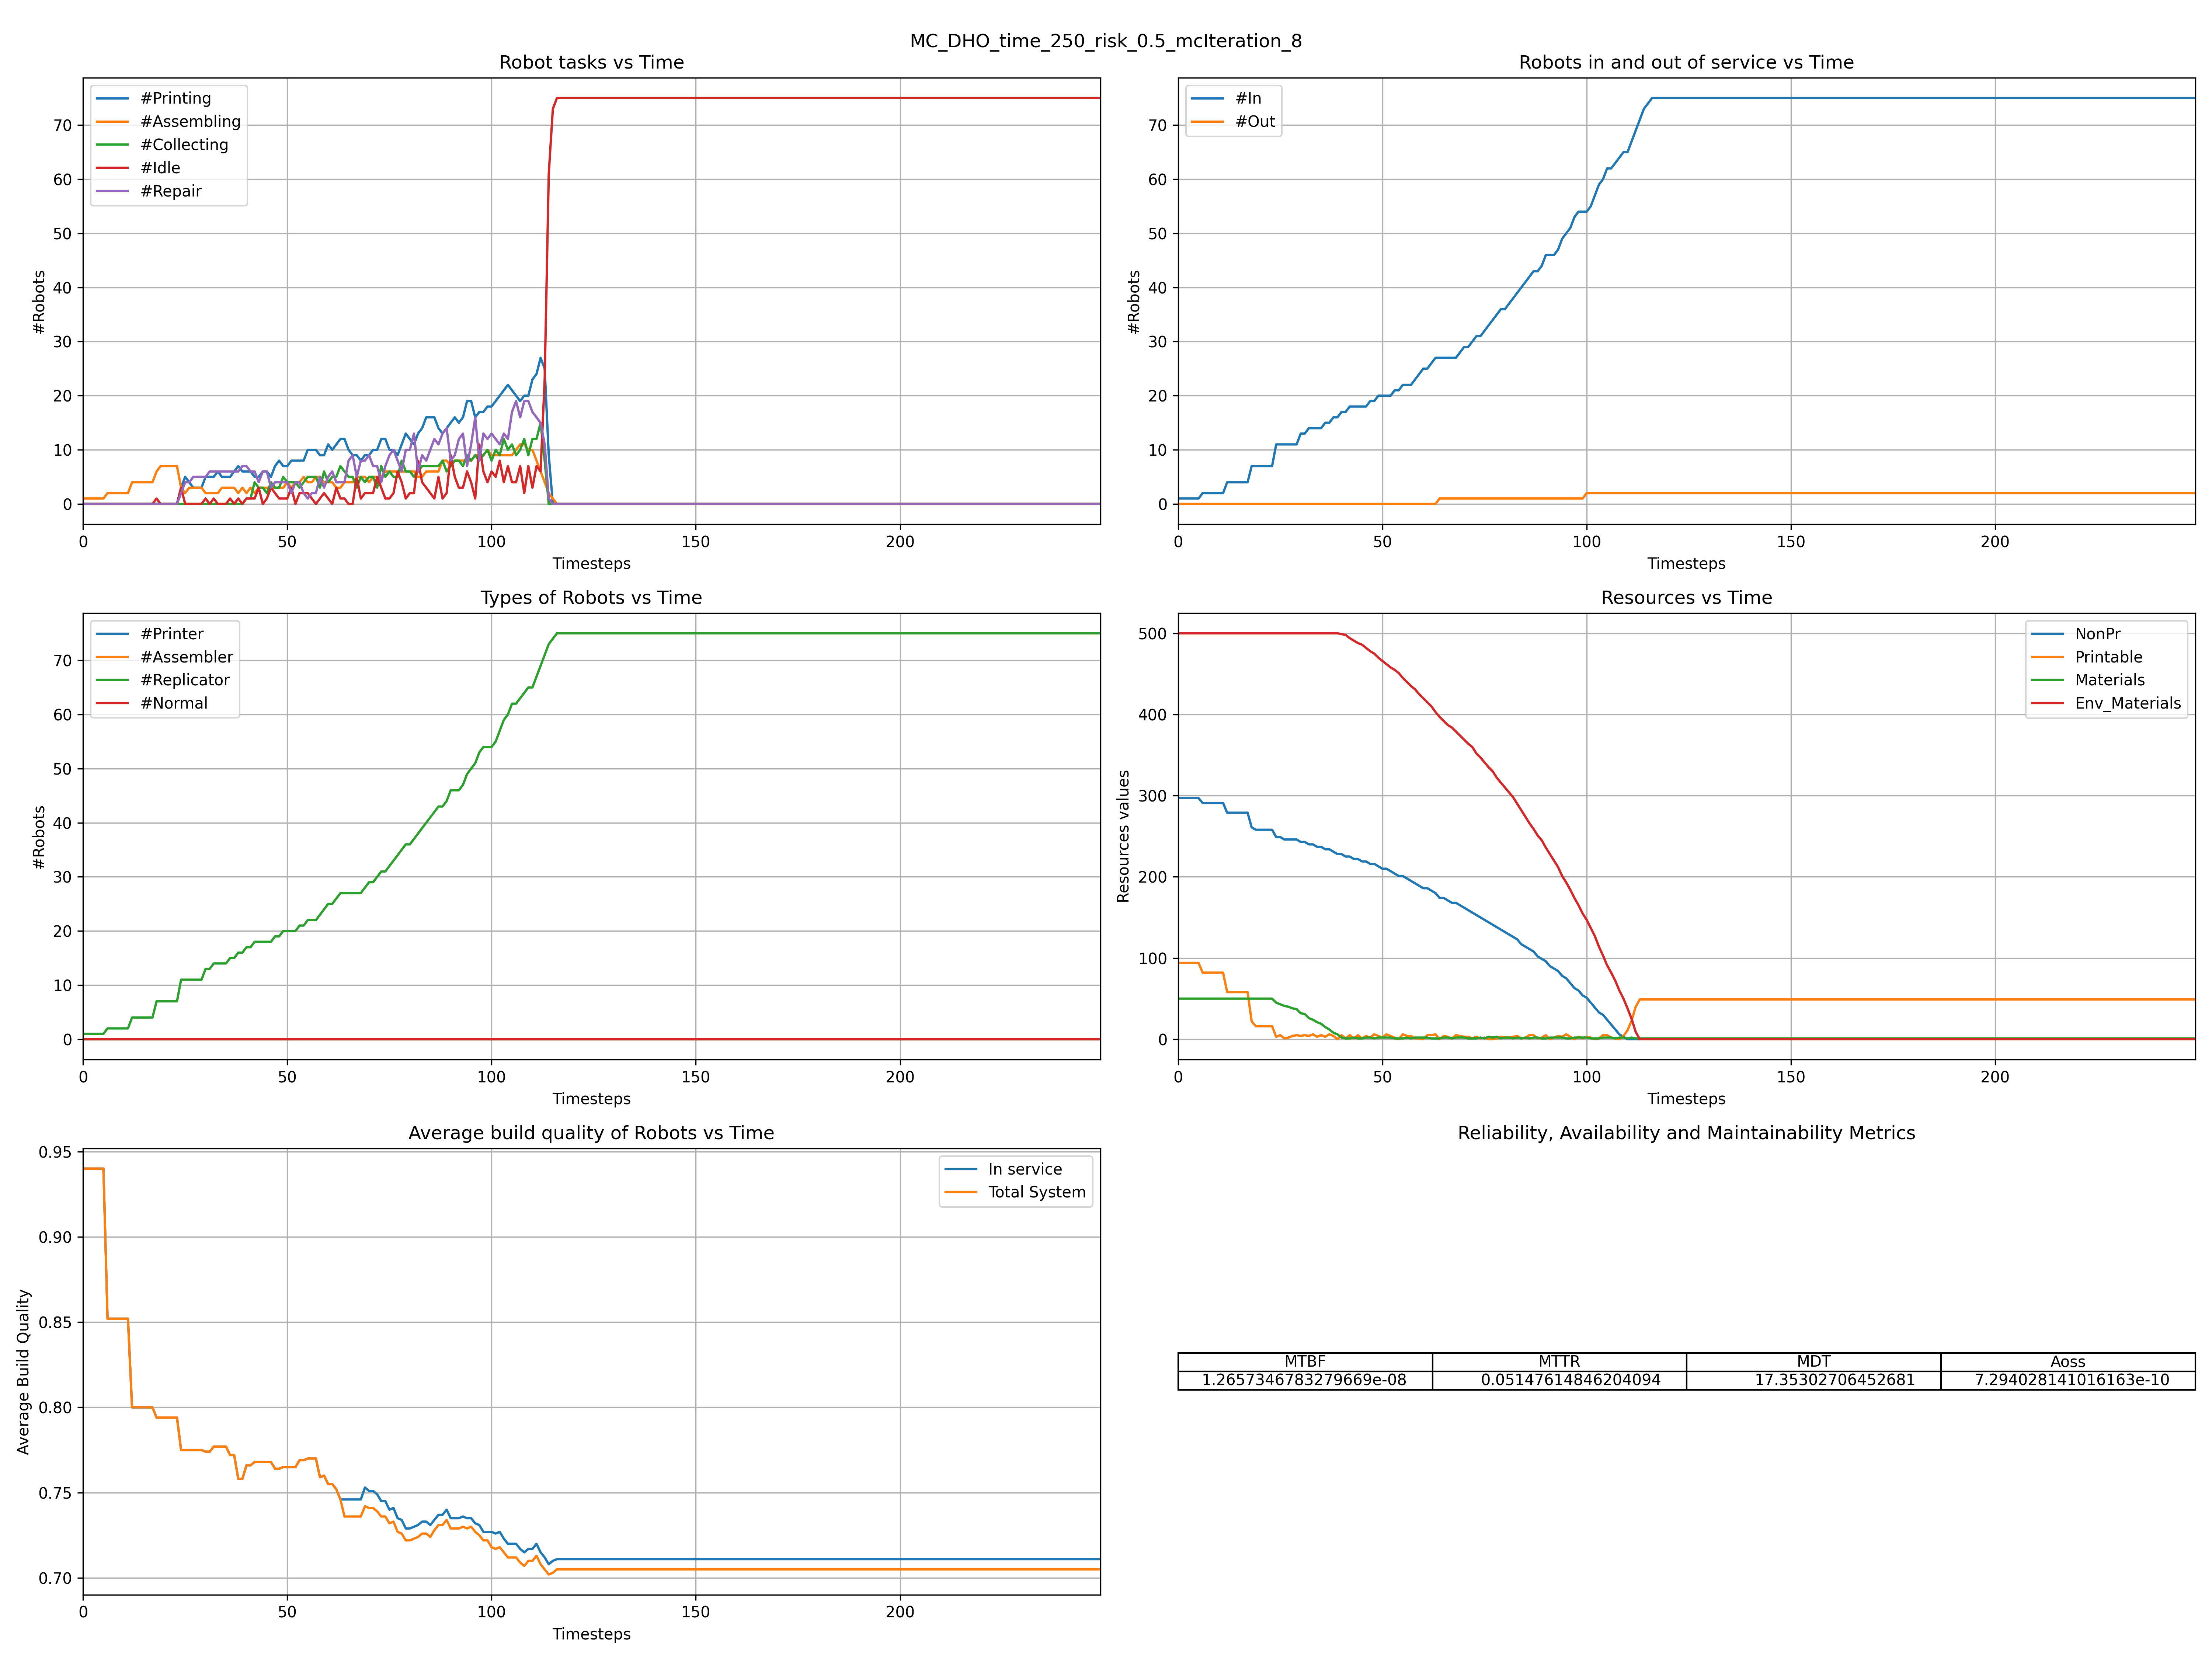 MC_DHO_time_250_risk_0.5_mcIteration_8
Robot tasks vs Time
#Printing
#Assembling
#Collecting
#Idle
#Repair
#Robots
70
60
50
40
30
20
10
0
0 50 100 150 200
Timesteps
Robots in and out of service vs Time
#In
#Out
#Robots
70
60
50
40
30
20
10
0
0 50 100 150 200
Timesteps
Types of Robots vs Time
#Printer
#Assembler
#Replicator
#Normal
#Robots
70
60
50
40
30
20
10
0
0 50 100 150 200
Timesteps
Resources vs Time
NonPr
Printable
Materials
Env_Materials
Resources values
500
400
300
200
100
0
0 50 100 150 200
Timesteps
Average build quality of Robots vs Time
In service
Total System
Average Build Quality
0.95
0.90
0.85
0.80
0.75
0.70
0 50 100 150 200
Timesteps
Reliability, Availability and Maintainability Metrics
MTBF MTTR MDT Aoss
1.2657346783279669e-08 0.05147614846204094 17.35302706452681 7.294028141016163e-10